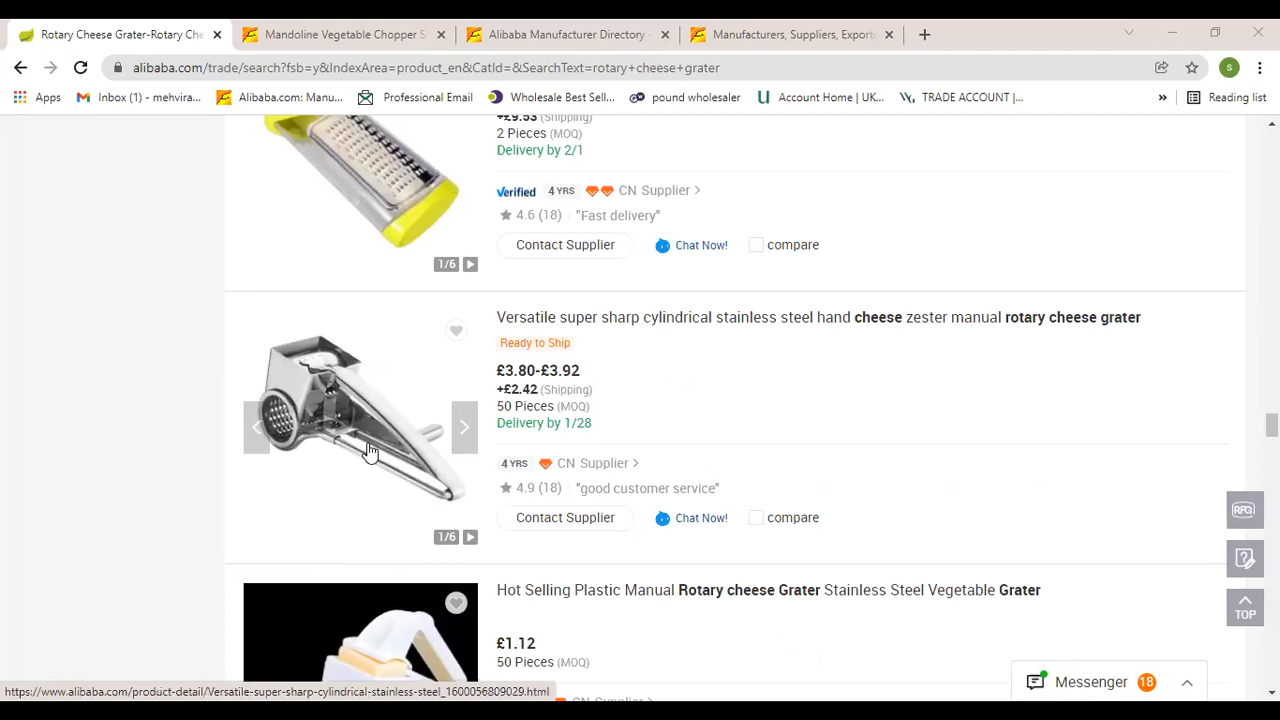 Rotary Cheese Grater-Rotary Che
Mandoline Vegetable Chopper S
Alibaba Manufacturer Directory -
Manufacturers, Suppliers, Export
alibaba.com/trade/search?fsb=y&IndexArea=product_en&CatId=&SearchText=rotary+cheese+grater
S
Apps
Inbox (1) - mehvira...
Alibaba.com: Manu...
Professional Email
Wholesale Best Sell...
pound wholesaler
Account Home | UK...
TRADE ACCOUNT |...
»
Reading list
+£9.53 (Shipping)
2 Pieces (MOQ)
Delivery by 2/1
Verified 4 YRS CN Supplier >
4.6 (18) "Fast delivery"
Contact Supplier Chat Now! compare
1/6
Versatile super sharp cylindrical stainless steel hand cheese zester manual rotary cheese grater
Ready to Ship
£3.80-£3.92
+£2.42 (Shipping)
50 Pieces (MOQ)
Delivery by 1/28
4 YRS CN Supplier >
4.9 (18) "good customer service"
Contact Supplier Chat Now! compare
1/6
RFQ
TOP
Hot Selling Plastic Manual Rotary cheese Grater Stainless Steel Vegetable Grater
£1.12
50 Pieces (MOQ)
CN Supplier >
Messenger 18
https://www.alibaba.com/product-detail/Versatile-super-sharp-cylindrical-stainless-steel_1600056809029.html